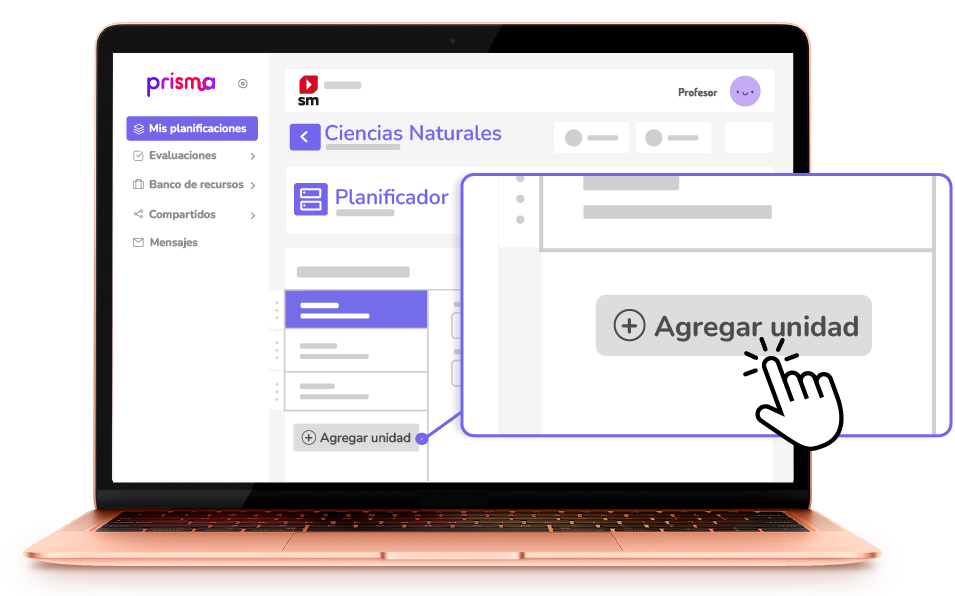 prisma
Mis planificaciones
Evaluaciones
Banco de recursos
Compartidos
Mensajes
sm
Profesor
Ciencias Naturales
Planificador
Agregar unidad
Agregar unidad